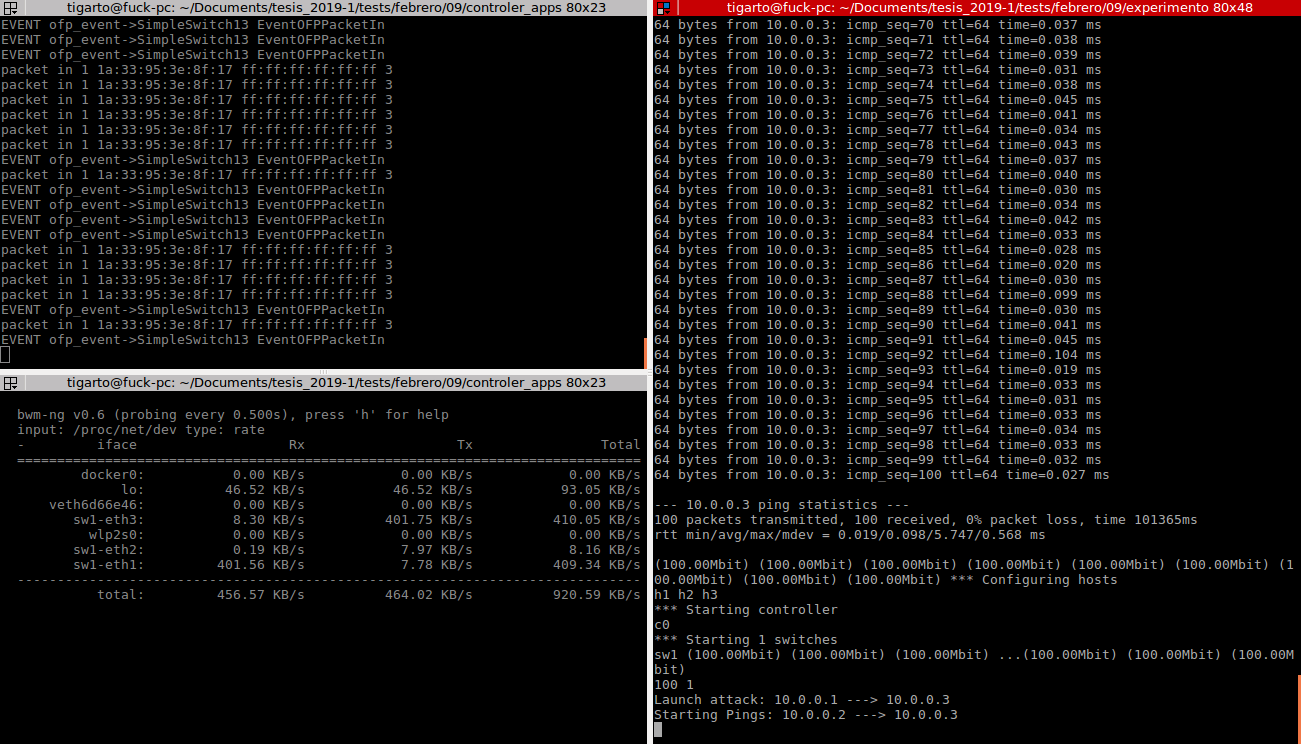 tigarto@fuck-pc: ~/Documents/tesis_2019-1/tests/febrero/09/controler_apps 80x23
EVENT ofp_event->SimpleSwitch13 EventOFPPacketIn
EVENT ofp_event->SimpleSwitch13 EventOFPPacketIn
EVENT ofp_event->SimpleSwitch13 EventOFPPacketIn
packet in 1 1a:33:95:3e:8f:17 ff:ff:ff:ff:ff:ff 3
packet in 1 1a:33:95:3e:8f:17 ff:ff:ff:ff:ff:ff 3
packet in 1 1a:33:95:3e:8f:17 ff:ff:ff:ff:ff:ff 3
packet in 1 1a:33:95:3e:8f:17 ff:ff:ff:ff:ff:ff 3
packet in 1 1a:33:95:3e:8f:17 ff:ff:ff:ff:ff:ff 3
packet in 1 1a:33:95:3e:8f:17 ff:ff:ff:ff:ff:ff 3
EVENT ofp_event->SimpleSwitch13 EventOFPPacketIn
packet in 1 1a:33:95:3e:8f:17 ff:ff:ff:ff:ff:ff 3
EVENT ofp_event->SimpleSwitch13 EventOFPPacketIn
EVENT ofp_event->SimpleSwitch13 EventOFPPacketIn
EVENT ofp_event->SimpleSwitch13 EventOFPPacketIn
EVENT ofp_event->SimpleSwitch13 EventOFPPacketIn
packet in 1 1a:33:95:3e:8f:17 ff:ff:ff:ff:ff:ff 3
packet in 1 1a:33:95:3e:8f:17 ff:ff:ff:ff:ff:ff 3
packet in 1 1a:33:95:3e:8f:17 ff:ff:ff:ff:ff:ff 3
packet in 1 1a:33:95:3e:8f:17 ff:ff:ff:ff:ff:ff 3
EVENT ofp_event->SimpleSwitch13 EventOFPPacketIn
packet in 1 1a:33:95:3e:8f:17 ff:ff:ff:ff:ff:ff 3
EVENT ofp_event->SimpleSwitch13 EventOFPPacketIn
tigarto@fuck-pc: ~/Documents/tesis_2019-1/tests/febrero/09/controler_apps 80x23
bwm-ng v0.6 (probing every 0.500s), press 'h' for help
input: /proc/net/dev type: rate
- iface Rx Tx Total
==============================================================================
docker0: 0.00 KB/s 0.00 KB/s 0.00 KB/s
lo: 46.52 KB/s 46.52 KB/s 93.05 KB/s
veth6d66e46: 0.00 KB/s 0.00 KB/s 0.00 KB/s
sw1-eth3: 8.30 KB/s 401.75 KB/s 410.05 KB/s
wlp2s0: 0.00 KB/s 0.00 KB/s 0.00 KB/s
sw1-eth2: 0.19 KB/s 7.97 KB/s 8.16 KB/s
sw1-eth1: 401.56 KB/s 7.78 KB/s 409.34 KB/s
------------------------------------------------------------------------------
total: 456.57 KB/s 464.02 KB/s 920.59 KB/s
tigarto@fuck-pc: ~/Documents/tesis_2019-1/tests/febrero/09/experimento 80x48
64 bytes from 10.0.0.3: icmp_seq=70 ttl=64 time=0.037 ms
64 bytes from 10.0.0.3: icmp_seq=71 ttl=64 time=0.038 ms
64 bytes from 10.0.0.3: icmp_seq=72 ttl=64 time=0.039 ms
64 bytes from 10.0.0.3: icmp_seq=73 ttl=64 time=0.031 ms
64 bytes from 10.0.0.3: icmp_seq=74 ttl=64 time=0.038 ms
64 bytes from 10.0.0.3: icmp_seq=75 ttl=64 time=0.045 ms
64 bytes from 10.0.0.3: icmp_seq=76 ttl=64 time=0.041 ms
64 bytes from 10.0.0.3: icmp_seq=77 ttl=64 time=0.034 ms
64 bytes from 10.0.0.3: icmp_seq=78 ttl=64 time=0.043 ms
64 bytes from 10.0.0.3: icmp_seq=79 ttl=64 time=0.037 ms
64 bytes from 10.0.0.3: icmp_seq=80 ttl=64 time=0.040 ms
64 bytes from 10.0.0.3: icmp_seq=81 ttl=64 time=0.030 ms
64 bytes from 10.0.0.3: icmp_seq=82 ttl=64 time=0.034 ms
64 bytes from 10.0.0.3: icmp_seq=83 ttl=64 time=0.042 ms
64 bytes from 10.0.0.3: icmp_seq=84 ttl=64 time=0.033 ms
64 bytes from 10.0.0.3: icmp_seq=85 ttl=64 time=0.028 ms
64 bytes from 10.0.0.3: icmp_seq=86 ttl=64 time=0.020 ms
64 bytes from 10.0.0.3: icmp_seq=87 ttl=64 time=0.030 ms
64 bytes from 10.0.0.3: icmp_seq=88 ttl=64 time=0.099 ms
64 bytes from 10.0.0.3: icmp_seq=89 ttl=64 time=0.030 ms
64 bytes from 10.0.0.3: icmp_seq=90 ttl=64 time=0.041 ms
64 bytes from 10.0.0.3: icmp_seq=91 ttl=64 time=0.045 ms
64 bytes from 10.0.0.3: icmp_seq=92 ttl=64 time=0.104 ms
64 bytes from 10.0.0.3: icmp_seq=93 ttl=64 time=0.019 ms
64 bytes from 10.0.0.3: icmp_seq=94 ttl=64 time=0.033 ms
64 bytes from 10.0.0.3: icmp_seq=95 ttl=64 time=0.031 ms
64 bytes from 10.0.0.3: icmp_seq=96 ttl=64 time=0.033 ms
64 bytes from 10.0.0.3: icmp_seq=97 ttl=64 time=0.034 ms
64 bytes from 10.0.0.3: icmp_seq=98 ttl=64 time=0.033 ms
64 bytes from 10.0.0.3: icmp_seq=99 ttl=64 time=0.032 ms
64 bytes from 10.0.0.3: icmp_seq=100 ttl=64 time=0.027 ms
--- 10.0.0.3 ping statistics ---
100 packets transmitted, 100 received, 0% packet loss, time 101365ms
rtt min/avg/max/mdev = 0.019/0.098/5.747/0.568 ms
(100.00Mbit) (100.00Mbit) (100.00Mbit) (100.00Mbit) (100.00Mbit) (100.00Mbit) (1
00.00Mbit) (100.00Mbit) (100.00Mbit) *** Configuring hosts
h1 h2 h3
*** Starting controller
c0
*** Starting 1 switches
sw1 (100.00Mbit) (100.00Mbit) (100.00Mbit) ...(100.00Mbit) (100.00Mbit) (100.00M
bit)
100 1
Launch attack: 10.0.0.1 ---> 10.0.0.3
Starting Pings: 10.0.0.2 ---> 10.0.0.3